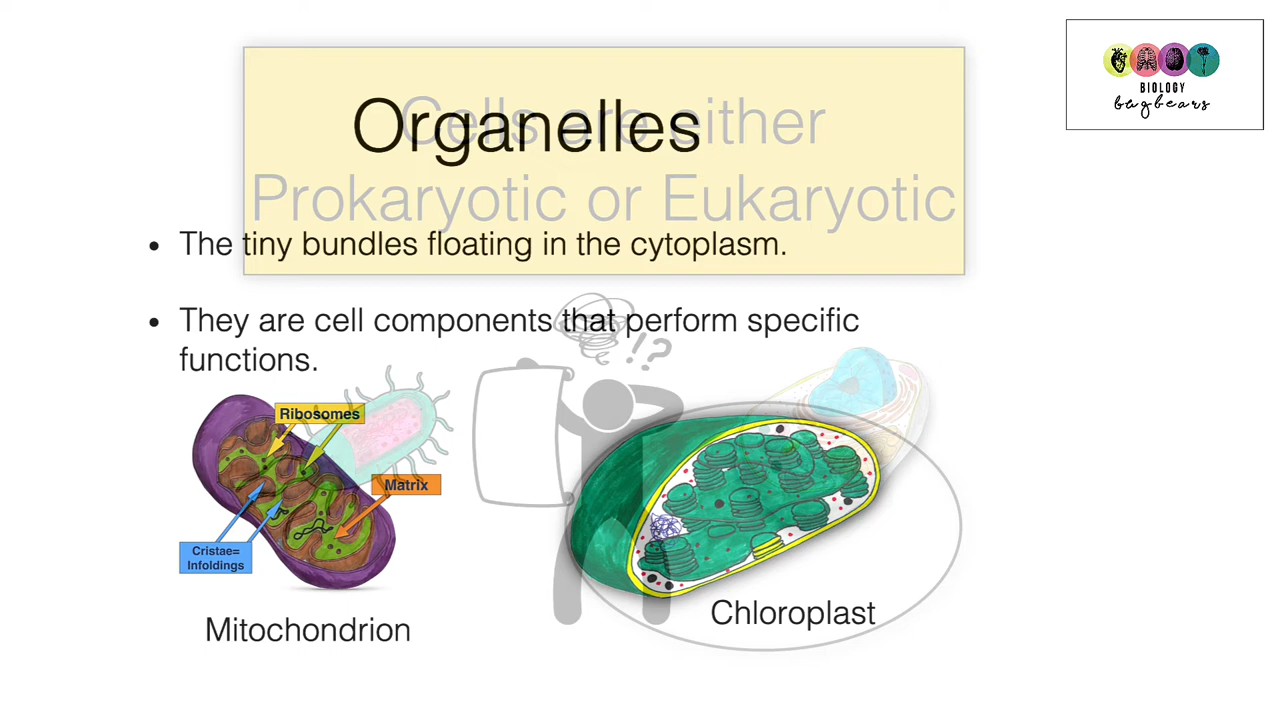 Organelles
Cells are either
Prokaryotic or Eukaryotic
• The tiny bundles floating in the cytoplasm.
• They are cell components that perform specific
functions.
!?
Ribosomes
Matrix
Cristae=
Infoldings
Mitochondrion
Chloroplast
BIOLOGY
bugbears